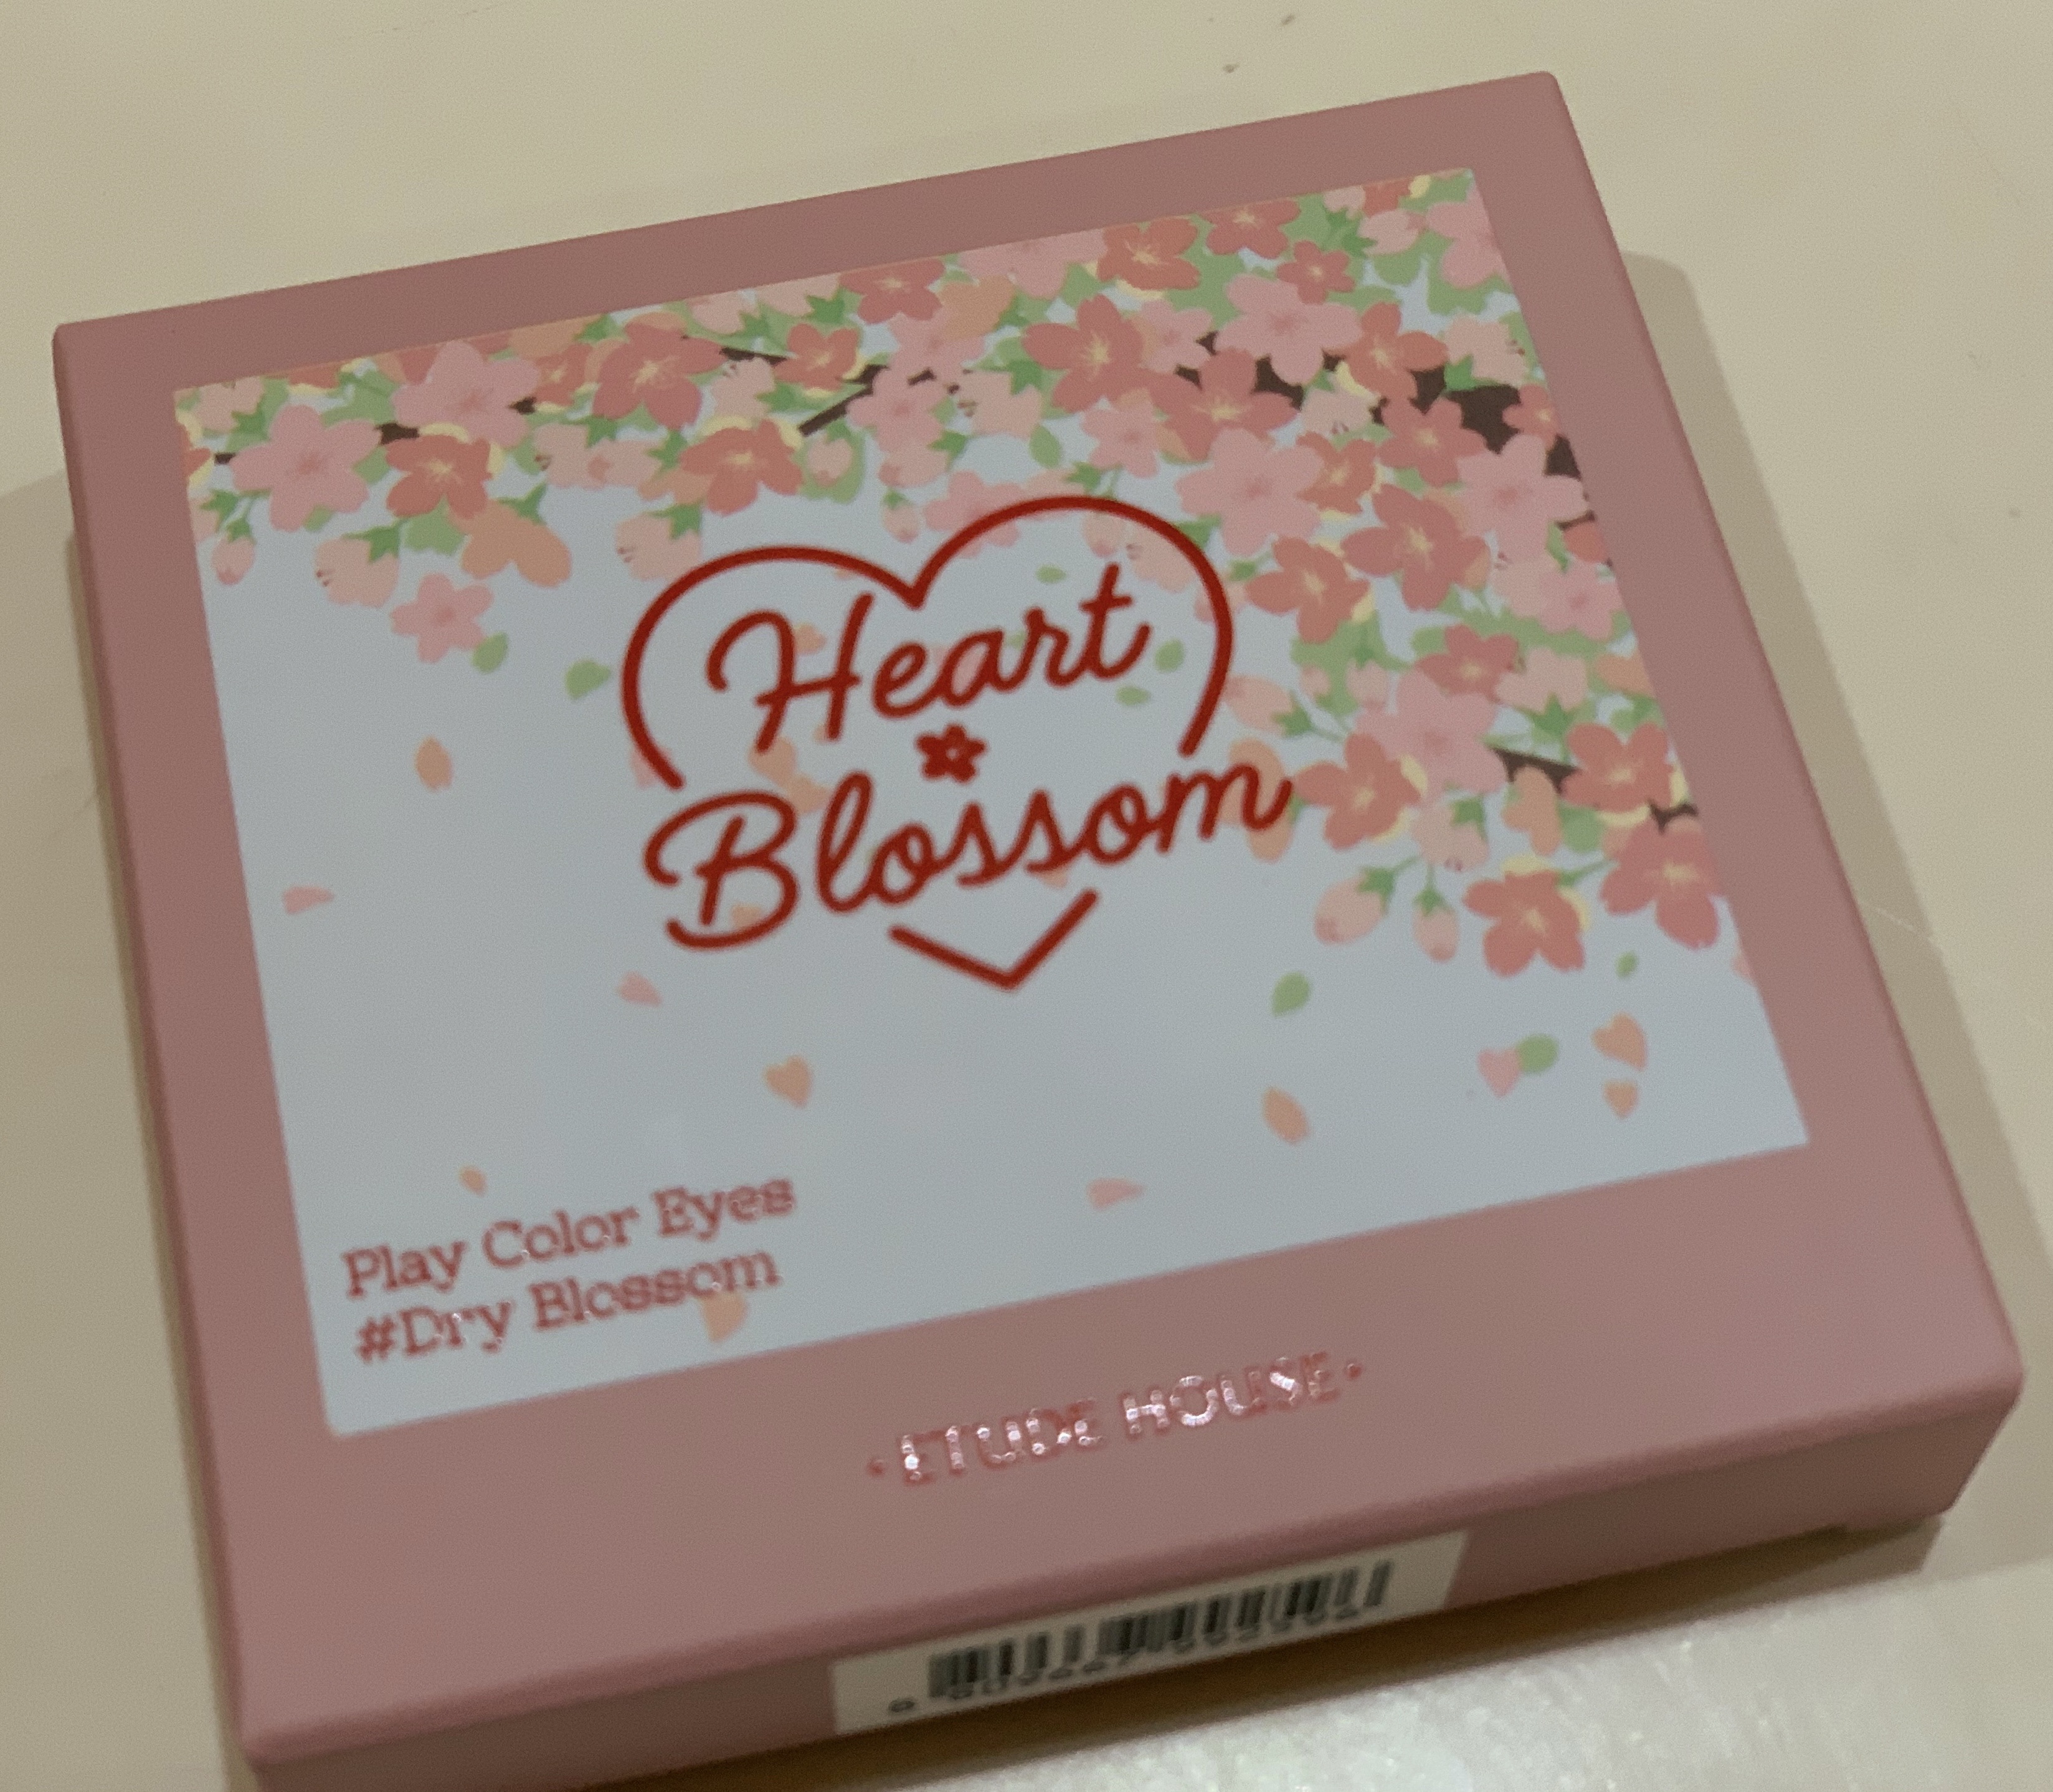 Heart
Blossom
Play Color Eyes
#Dry Blossom
·ETUDE HOUSE·